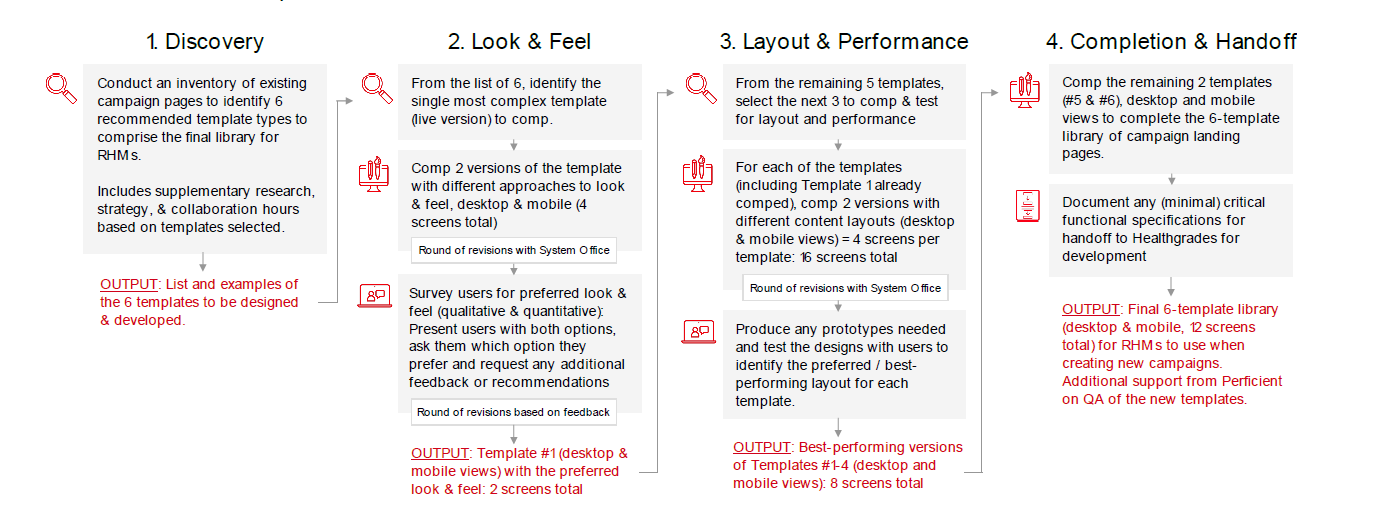 1. Discovery
Conduct an inventory of existing
campaign pages to identify 6
recommended template types to
comprise the final library for
RHMs.
Includes supplementary research,
strategy, & collaboration hours
based on templates selected.
OUTPUT: List and examples of
the 6 templates to be designed
& developed.
2. Look & Feel
From the list of 6, identify the
single most complex template
(live version) to comp.
Comp 2 versions of the template
with different approaches to look
& feel, desktop & mobile (4
screens total)
Round of revisions with System Office
Survey users for preferred look &
feel (qualitative & quantitative):
Present users with both options,
ask them which option they
prefer and request any additional
feedback or recommendations
Round of revisions based on feedback
OUTPUT: Template #1 (desktop &
mobile views) with the preferred
look & feel: 2 screens total
3. Layout & Performance
From the remaining 5 templates,
select the next 3 to comp & test
for layout and performance
For each of the templates
(including Template 1 already
comped), comp 2 versions with
different content layouts (desktop
& mobile views) = 4 screens per
template: 16 screens total
Round of revisions with System Office
Produce any prototypes needed
and test the designs with users to
identify the preferred / best-
performing layout for each
template.
OUTPUT: Best-performing versions
of Templates #1-4 (desktop and
mobile views): 8 screens total
4. Completion & Handoff
Comp the remaining 2 templates
(#5 & #6), desktop and mobile
views to complete the 6-template
library of campaign landing
pages.
Document any (minimal) critical
functional specifications for
handoff to Healthgrades for
development
OUTPUT: Final 6-template library
(desktop & mobile, 12 screens
total) for RHMs to use when
creating new campaigns.
Additional support from Perficient
on QA of the new templates.